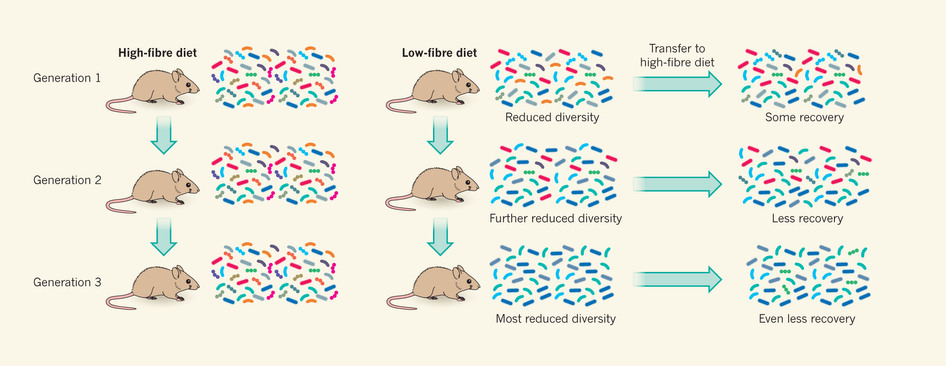 High-fibre diet
Low-fibre diet
Transfer to
high-fibre diet
Generation 1
Reduced diversity
Some recovery
Generation 2
Further reduced diversity
Less recovery
Generation 3
Most reduced diversity
Even less recovery